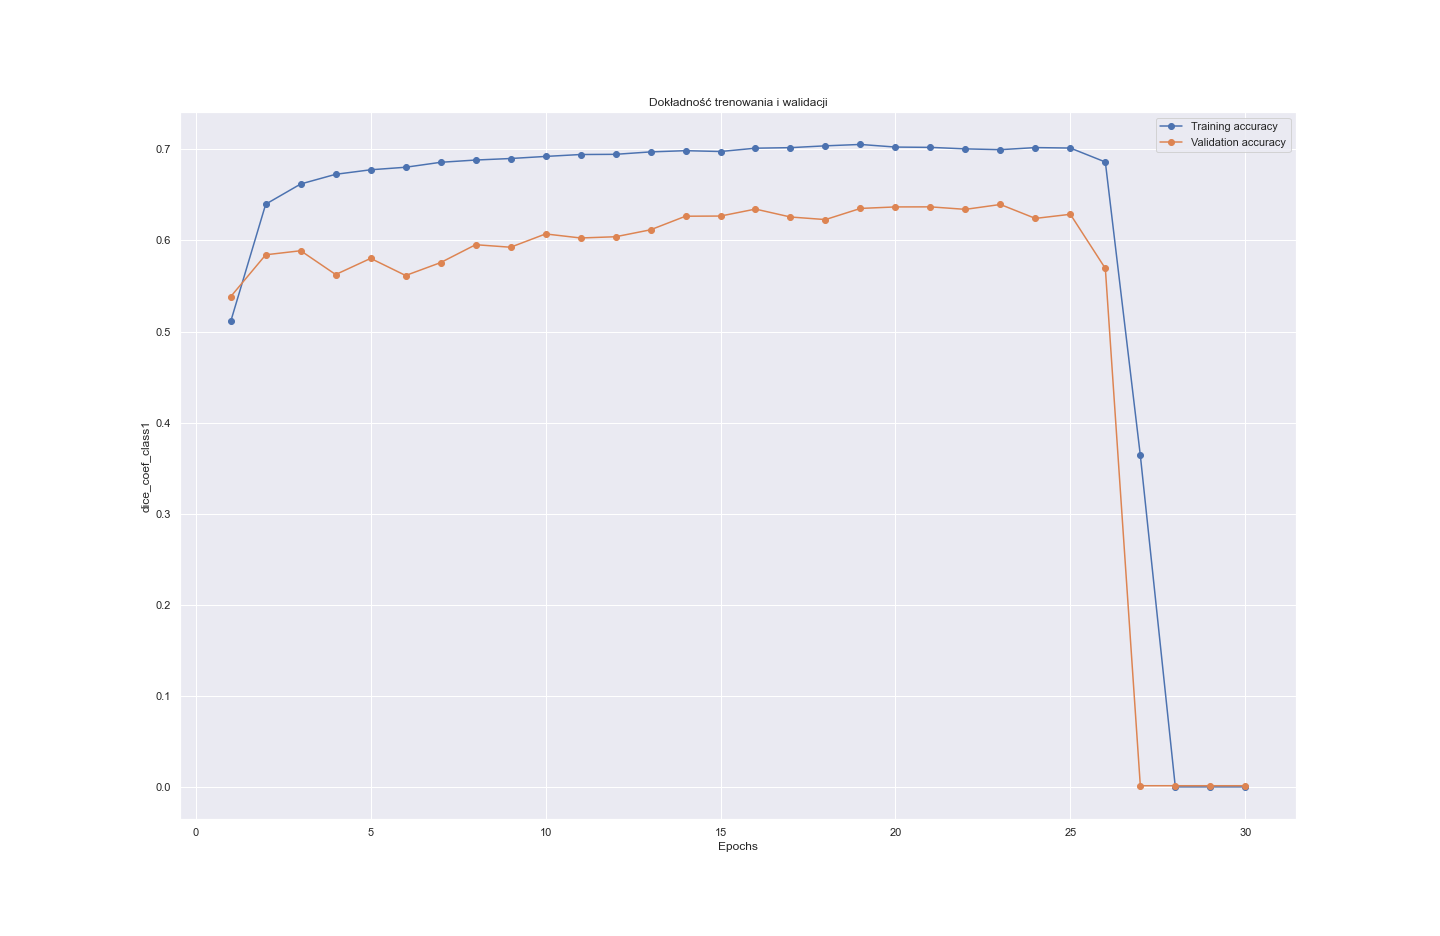 Dokładność trenowania i walidacji
Training accuracy
Validation accuracy
0.7
0.6
0.5
0.4
0.3
0.2
0.1
0.0
dice_coef_class1
0 5 10 15 20 25 30
Epochs